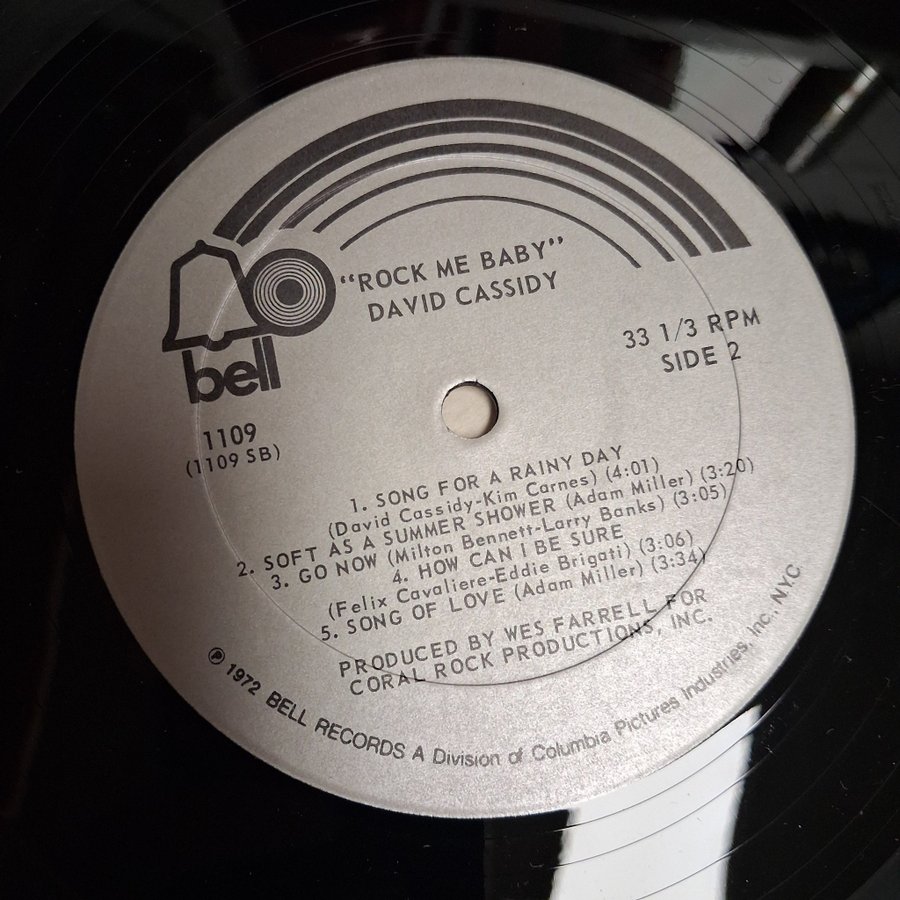 "ROCK ME BABY"
DAVID CASSIDY
bell
33 1/3 RPM
SIDE 2
1109
(1109 SB)
1. SONG FOR A RAINY DAY
(David Cassidy-Kim Carnes) (4:01)
2. SOFT AS A SUMMER SHOWER (Adam Miller) (3:20)
3. GO NOW (Milton Bennett-Larry Banks) (3:05)
4. HOW CAN I BE SURE
(Felix Cavaliere-Eddie Brigati) (3:06)
5. SONG OF LOVE (Adam Miller) (3:34)
PRODUCED BY WES FARRELL FOR
CORAL ROCK PRODUCTIONS, INC.
℗ 1972 BELL RECORDS A Division of Columbia Pictures Industries, Inc., NYC